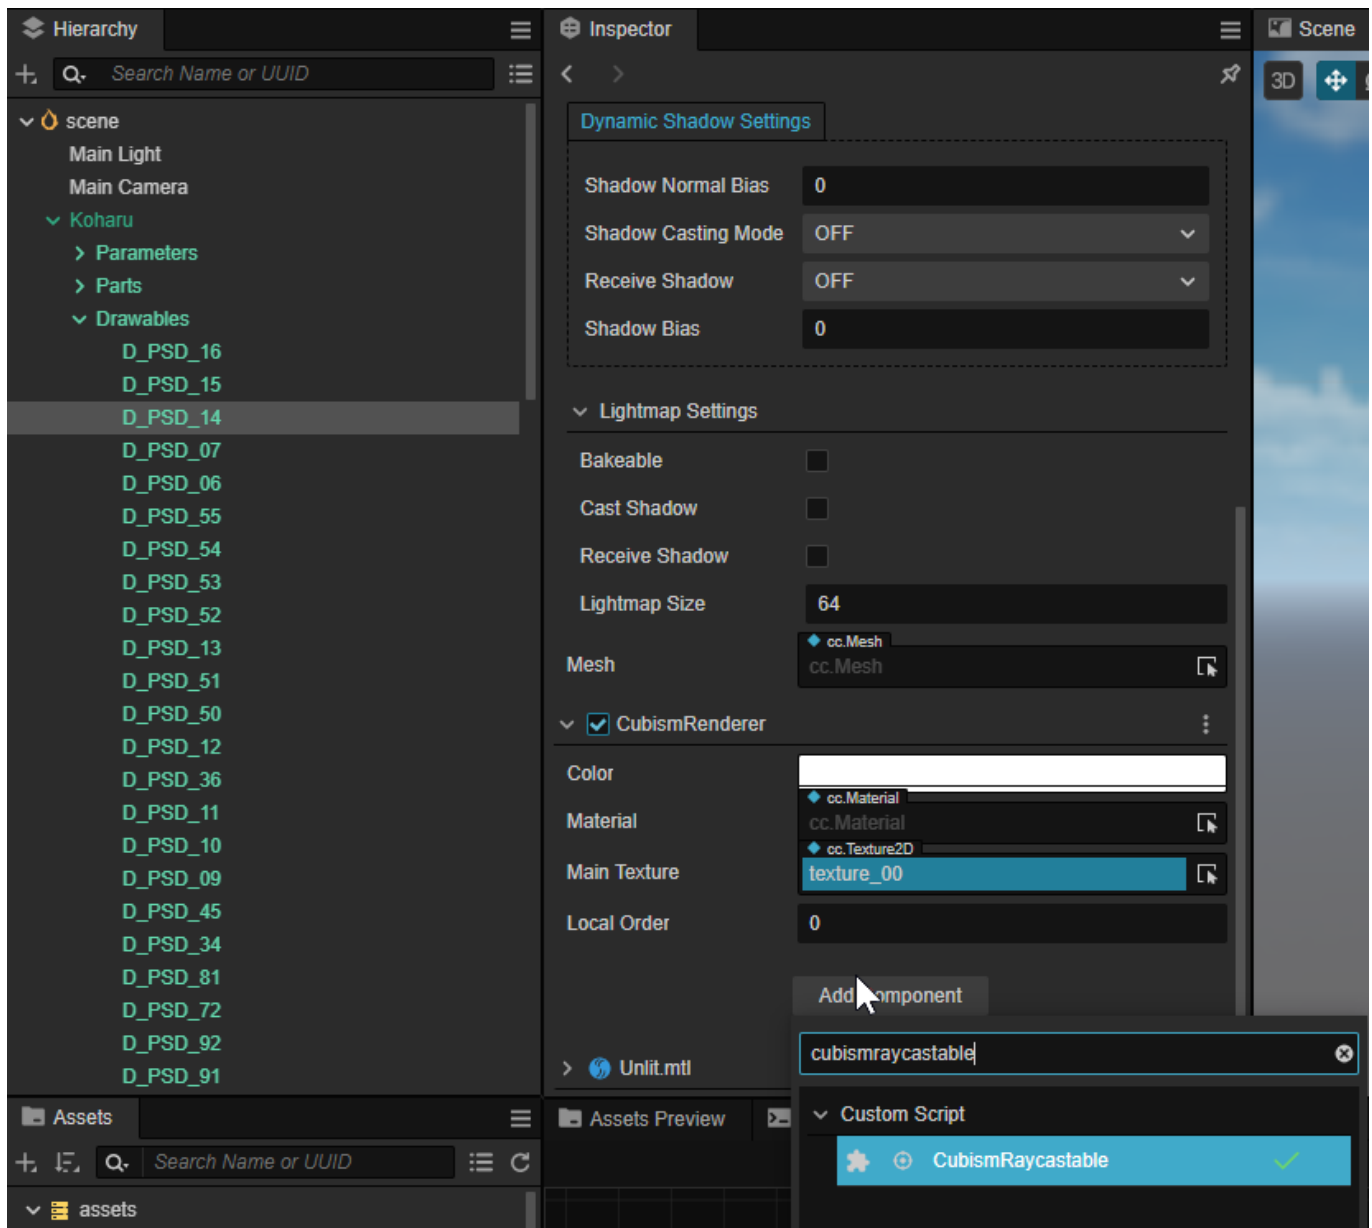 Hierarchy
Search Name or UUID
scene
Main Light
Main Camera
Koharu
Parameters
Parts
Drawables
D_PSD_16
D_PSD_15
D_PSD_14
D_PSD_07
D_PSD_06
D_PSD_55
D_PSD_54
D_PSD_53
D_PSD_52
D_PSD_13
D_PSD_51
D_PSD_50
D_PSD_12
D_PSD_36
D_PSD_11
D_PSD_10
D_PSD_09
D_PSD_45
D_PSD_34
D_PSD_81
D_PSD_72
D_PSD_92
D_PSD_91
Assets
Search Name or UUID
assets
Inspector
Dynamic Shadow Settings
Shadow Normal Bias 0
Shadow Casting Mode OFF
Receive Shadow OFF
Shadow Bias 0
Lightmap Settings
Bakeable
Cast Shadow
Receive Shadow
Lightmap Size 64
cc.Mesh
Mesh cc.Mesh
CubismRenderer
Color
cc.Material
Material cc.Material
cc.Texture2D
Main Texture texture_00
Local Order 0
Add
cubismraycastable
Unlit.mtl
Custom Script
CubismRaycastable
Assets Preview
Scene
3D